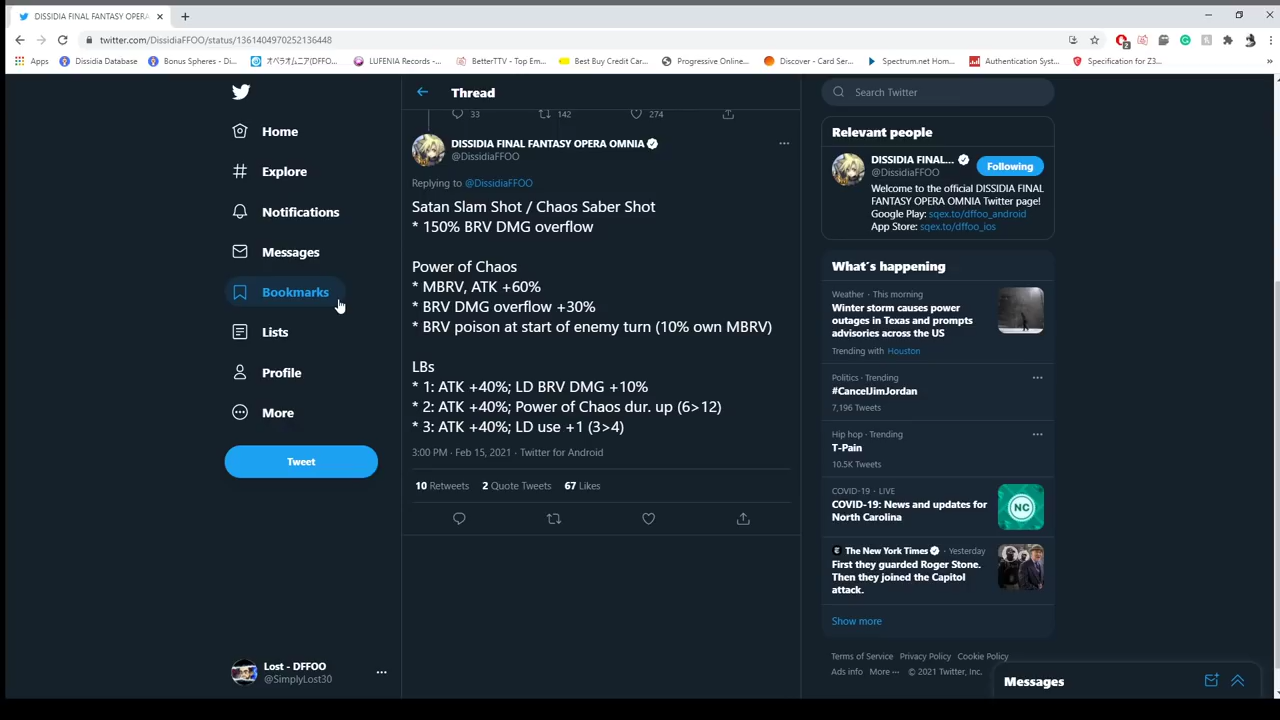 DISSIDIA FINAL FANTASY OPERA
twitter.com/DissidiaFFOO/status/1361404970252136448
Apps
Dissidia Database
Bonus Spheres - Di...
オペラオムニア(DFFO...
LUFENIA Records -...
BetterTTV - Top Em...
Best Buy Credit Car...
Progressive Online...
Discover - Card Ser...
Spectrum.net Hom...
Authentication Syst...
Specification for Z3...
2
Home
Explore
Notifications
Messages
Bookmarks
Lists
Profile
More
Tweet
Lost - DFFOO
@SimplyLost30
Thread
33 142 274
DISSIDIA FINAL FANTASY OPERA OMNIA
@DissidiaFFOO
Replying to @DissidiaFFOO
Satan Slam Shot / Chaos Saber Shot
* 150% BRV DMG overflow
Power of Chaos
* MBRV, ATK +60%
* BRV DMG overflow +30%
* BRV poison at start of enemy turn (10% own MBRV)
LBs
* 1: ATK +40%; LD BRV DMG +10%
* 2: ATK +40%; Power of Chaos dur. up (6>12)
* 3: ATK +40%; LD use +1 (3>4)
3:00 PM · Feb 15, 2021 · Twitter for Android
10 Retweets 2 Quote Tweets 67 Likes
Search Twitter
Relevant people
DISSIDIA FINAL...
@DissidiaFFOO
Following
Welcome to the official DISSIDIA FINAL
FANTASY OPERA OMNIA Twitter page!
Google Play: sqex.to/dffoo_android
App Store: sqex.to/dffoo_ios
What's happening
Weather · This morning
Winter storm causes power
outages in Texas and prompts
advisories across the US
Trending with Houston
Politics · Trending
#CancelJimJordan
7,196 Tweets
Hip hop · Trending
T-Pain
10.5K Tweets
COVID-19 · LIVE
COVID-19: News and updates for
North Carolina
NC
The New York Times · Yesterday
First they guarded Roger Stone.
Then they joined the Capitol
attack.
Show more
Terms of Service Privacy Policy Cookie Policy
Ads info More ··· © 2021 Twitter, Inc.
Messages